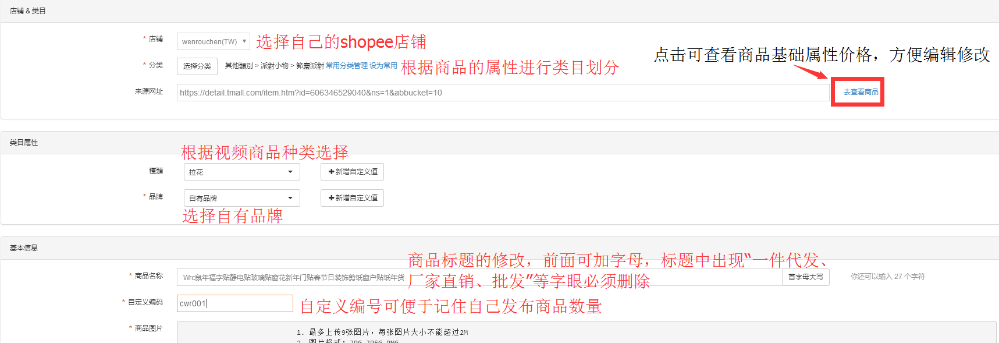 店铺 & 类目
* 店铺 wenrouchen(TW) 选择自己的shopee店铺
点击可查看商品基础属性价格，方便编辑修改
* 分类 选择分类 其他類別 > 派對小物 > 節慶派對 常用分类管理 设为常用 根据商品的属性进行类目划分
来源网址 https://detail.tmall.com/item.htm?id=606346529040&ns=1&abbucket=10 去查看商品
类目属性
根据视频商品种类选择
種類 拉花 +新增自定义值
* 品牌 自有品牌 +新增自定义值
选择自有品牌
基本信息
商品标题的修改，前面可加字母，标题中出现“一件代发、
厂家直销、批发”等字眼必须删除
* 商品名称 Wrc鼠年福字贴静电贴玻璃贴窗花新年门贴春节日装饰剪纸窗户贴纸年货 首字母大写 你还可以输入 27 个字符
* 自定义编码 cwr001 自定义编号可便于记住自己发布商品数量
* 商品图片
1. 最多上传9张图片，每张图片大小不能超过2M
2. 图片格式：JPG JPEG PNG